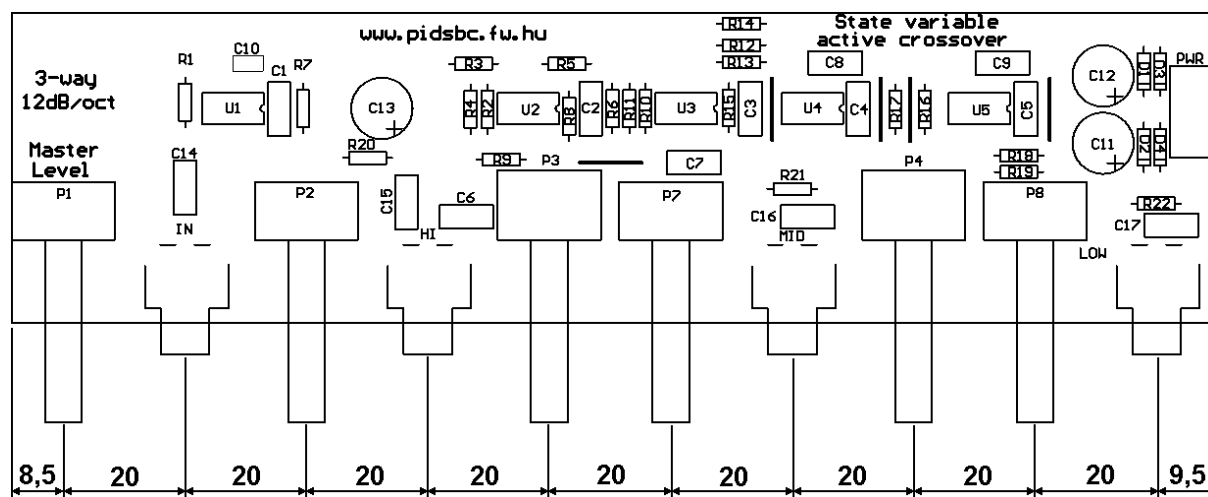 www.pidsbc.fw.hu
State variable
active crossover
3-way
12dB/oct
Master
Level
R14
R12
R13
R1
C10
C1
R7
R3
R5
C8
C9
C12
D1
D3
PWR
U1
C13
R4
R2
U2
R8
C2
R6
R11
R10
U3
R15
C3
U4
C4
R17
R16
U5
C5
C11
D2
D4
C14
R20
R9
P3
C7
P4
R18
R19
P1
P2
C15
C6
P7
R21
C16
P8
R22
C17
IN
HI
MID
LOW
8,5
20
20
20
20
20
20
20
20
20
9,5